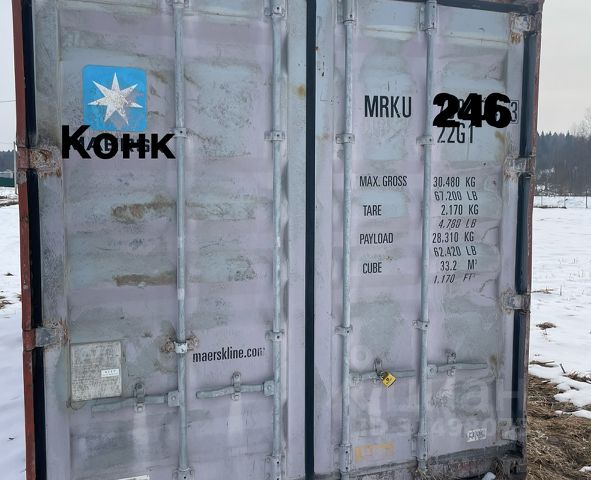 Конк
MRKU 246 3
22G1
MAX. GROSS 30.480 KG
67.200 LB
TARE 2.170 KG
4.780 LB
PAYLOAD 28.310 KG
62.420 LB
CUBE 33.2 M³
1.170 FT³
maerskline.com